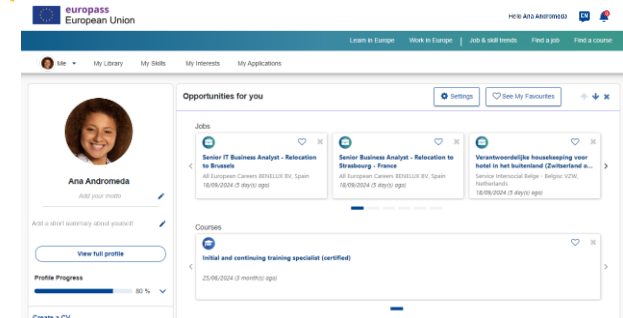 europass
European Union
Hello Ana Andromeda
EN
Learn in Europe Work in Europe | Job & skill trends Find a job Find a course
Me My Library My Skills My Interests My Applications
Opportunities for you
Settings
See My Favourites
Jobs
Senior IT Business Analyst - Relocation
to Brussels
All European Careers BENELUX BV, Spain
18/09/2024 (5 day(s) ago)
Senior Business Analyst - Relocation to
Strasbourg - France
All European Careers BENELUX BV, Spain
18/09/2024 (5 day(s) ago)
Verantwoordelijke housekeeping voor
hotel in het buitenland (Zwitserland o...
Service Intersocial Belge - Belgisc VZW,
Netherlands
18/09/2024 (5 day(s) ago)
Ana Andromeda
Add your motto
Add a short summary about yourself
View full profile
Profile Progress
80 %
Create a CV
Courses
Initial and continuing training specialist (certified)
25/06/2024 (3 month(s) ago)